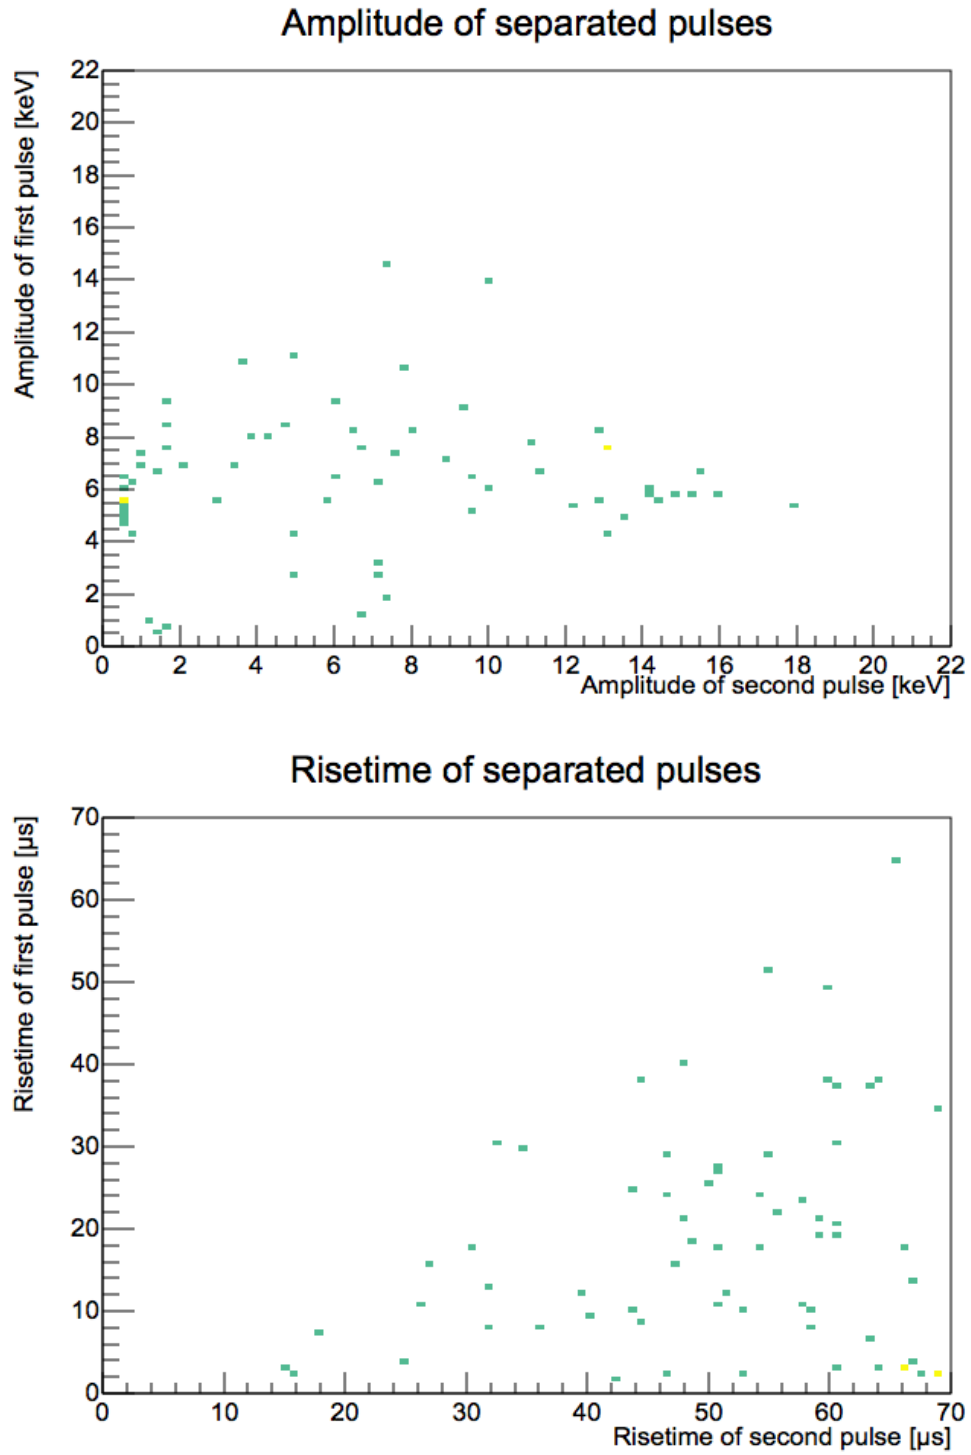 Amplitude of separated pulses
Amplitude of first pulse [keV]
22
20
18
16
14
12
10
8
6
4
2
0
0 2 4 6 8 10 12 14 16 18 20 22
Amplitude of second pulse [keV]
Risetime of separated pulses
Risetime of first pulse [µs]
70
60
50
40
30
20
10
0
0 10 20 30 40 50 60 70
Risetime of second pulse [µs]